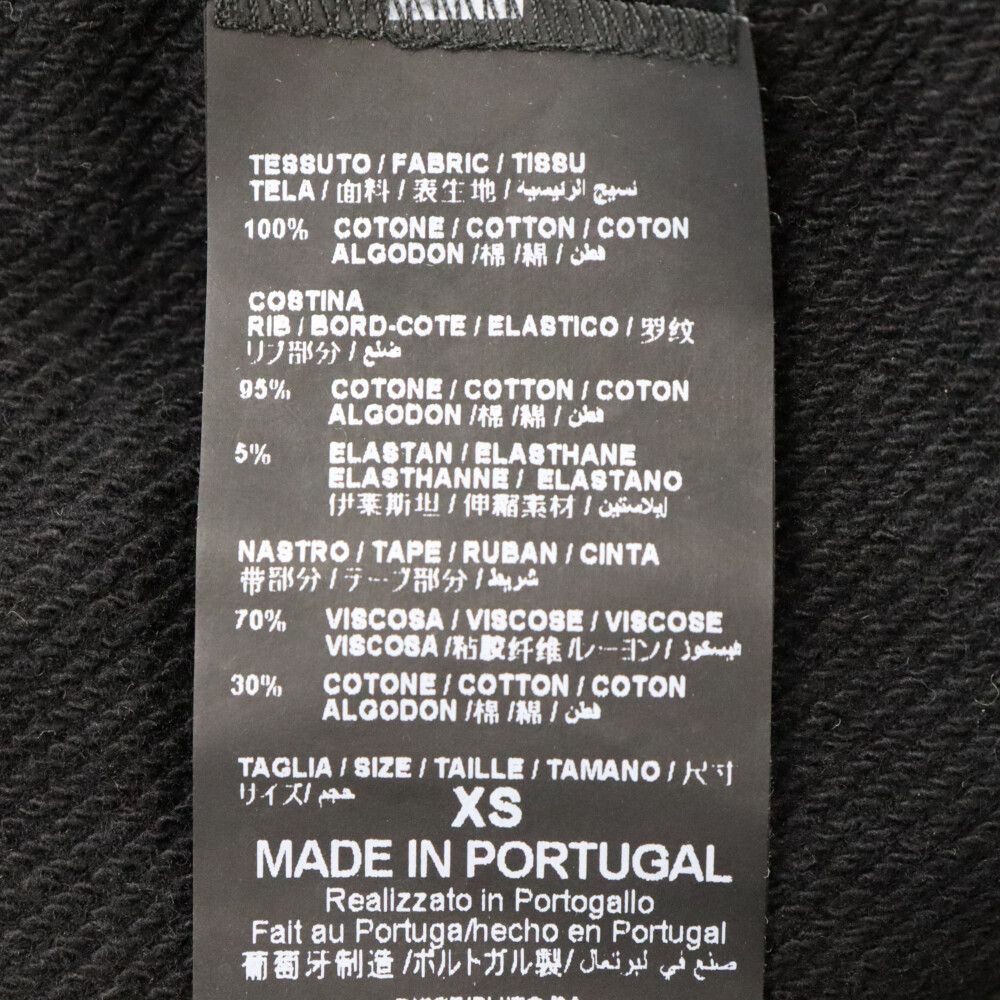 TESSUTO / FABRIC / TISSU
TELA / 面料 / 表生地 / نسيج الرئيسيه
100% COTONE / COTTON / COTON
ALGODON /棉 /綿 / قطن
COSTINA
RIB / BORD-COTE / ELASTICO / 罗纹
リブ部分 / ضلع
95% COTONE / COTTON / COTON
ALGODON /棉 /綿 / قطن
5% ELASTAN / ELASTHANE
ELASTHANNE / ELASTANO
伊莱斯坦 / 伸縮素材 / إيلاستين
NASTRO / TAPE / RUBAN / CINTA
带部分 / テープ部分 / شريط
70% VISCOSA / VISCOSE / VISCOSE
VISCOSA /粘胶纤维 ルーヨン / فيسكوز
30% COTONE / COTTON / COTON
ALGODON /棉 /綿 / قطن
TAGLIA / SIZE / TAILLE / TAMANO / 尺寸
リイズ/ حجم
XS
MADE IN PORTUGAL
Realizzato in Portogallo
Fait au Portuga/hecho en Portugal
葡萄牙制造 /ポルトガル製/ صنع في لبرتغال